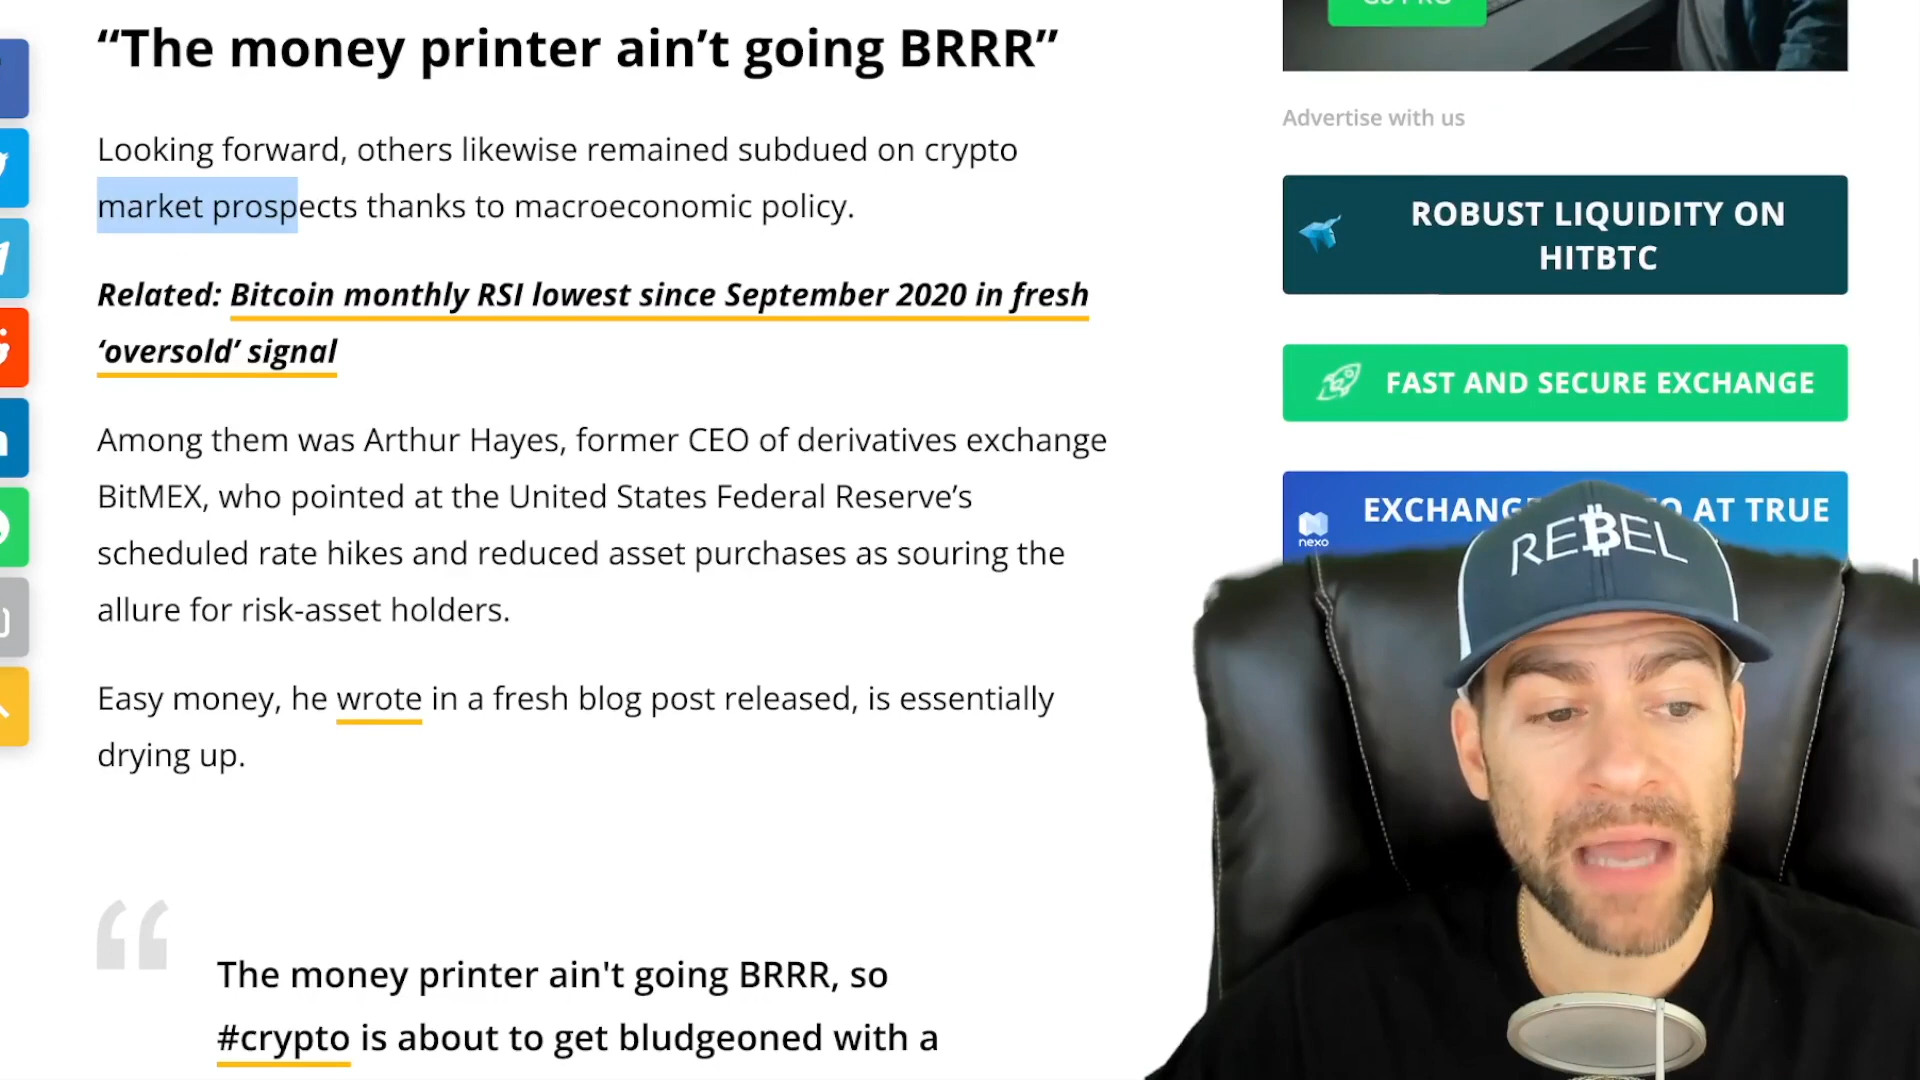 “The money printer ain’t going BRRR”
Looking forward, others likewise remained subdued on crypto
market prospects thanks to macroeconomic policy.
Related: Bitcoin monthly RSI lowest since September 2020 in fresh
‘oversold’ signal
Among them was Arthur Hayes, former CEO of derivatives exchange
BitMEX, who pointed at the United States Federal Reserve’s
scheduled rate hikes and reduced asset purchases as souring the
allure for risk-asset holders.
Easy money, he wrote in a fresh blog post released, is essentially
drying up.
“
The money printer ain't going BRRR, so
#crypto is about to get bludgeoned with a
Advertise with us
ROBUST LIQUIDITY ON
HITBTC
FAST AND SECURE EXCHANGE
AT TRUE
nexo
REBEL